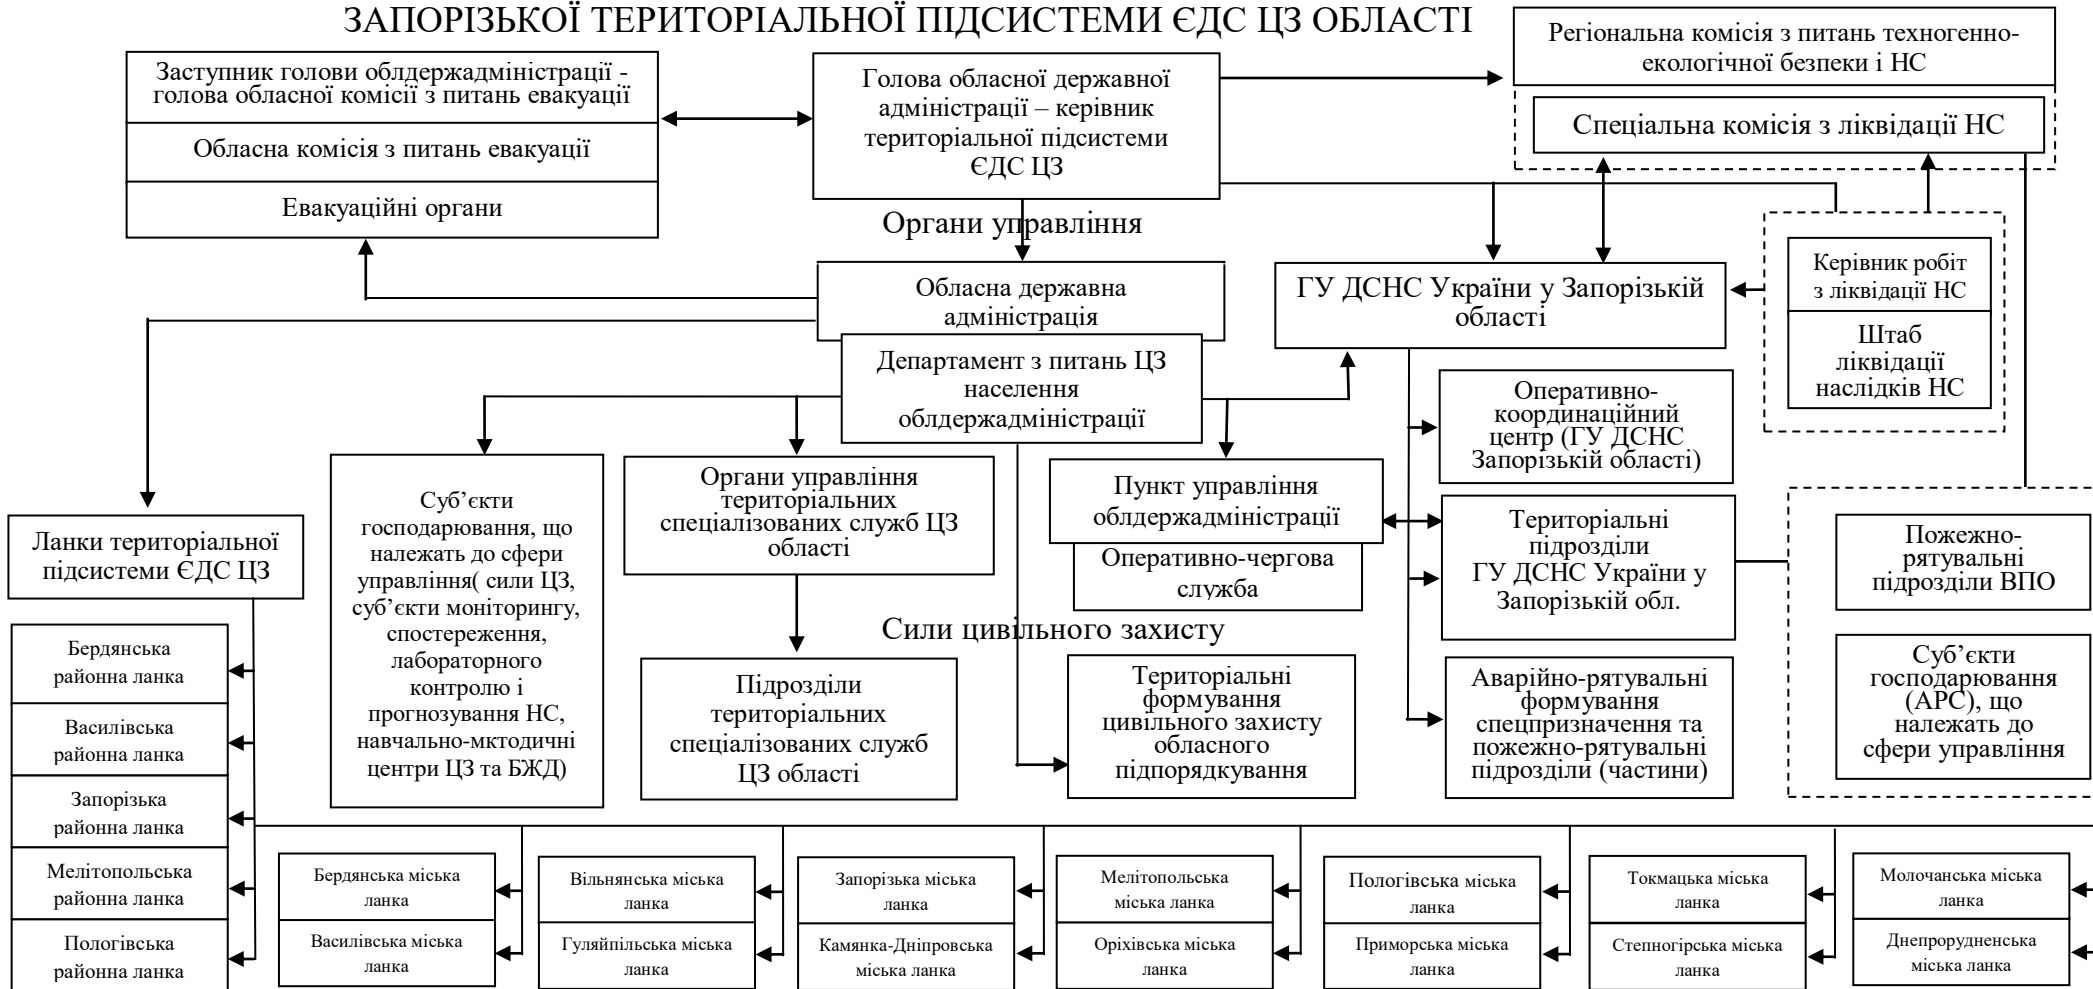 ЗАПОРІЗЬКОЇ ТЕРИТОРІАЛЬНОЇ ПІДСИСТЕМИ ЄДС ЦЗ ОБЛАСТІ
Заступник голови облдержадміністрації -
голова обласної комісії з питань евакуації
Обласна комісія з питань евакуації
Евакуаційні органи
Голова обласної державної
адміністрації – керівник
територіальної підсистеми
ЄДС ЦЗ
Регіональна комісія з питань техногенно-
екологічної безпеки і НС
Спеціальна комісія з ліквідації НС
Органи управління
Обласна державна
адміністрація
Департамент з питань ЦЗ
населення
облдержадміністрації
ГУ ДСНС України у Запорізькій
області
Керівник робіт
з ліквідації НС
Штаб
ліквідації
наслідків НС
Оперативно-
координаційний
центр (ГУ ДСНС
Запорізькій області)
Ланки територіальної
підсистеми ЄДС ЦЗ
Суб’єкти
господарювання, що
належать до сфери
управління( сили ЦЗ,
суб’єкти моніторингу,
спостереження,
лабораторного
контролю і
прогнозування НС,
навчально-мктодичні
центри ЦЗ та БЖД)
Органи управління
територіальних
спеціалізованих служб ЦЗ
області
Пункт управління
облдержадміністрації
Оперативно-чергова
служба
Територіальні
підрозділи
ГУ ДСНС України у
Запорізькій обл.
Пожежно-
рятувальні
підрозділи ВПО
Сили цивільного захисту
Підрозділи
територіальних
спеціалізованих служб
ЦЗ області
Територіальні
формування
цивільного захисту
обласного
підпорядкування
Аварійно-рятувальні
формування
спецпризначення та
пожежно-рятувальні
підрозділи (частини)
Суб’єкти
господарювання
(АРС), що
належать до
сфери управління
Бердянська
районна ланка
Василівська
районна ланка
Запорізька
районна ланка
Мелітопольська
районна ланка
Пологівська
районна ланка
Бердянська міська
ланка
Василівська міська
ланка
Вільнянська міська
ланка
Гуляйпільська міська
ланка
Запорізька міська
ланка
Камянка-Дніпровська
міська ланка
Мелітопольська
міська ланка
Оріхівська міська
ланка
Пологівська міська
ланка
Приморська міська
ланка
Токмацька міська
ланка
Степногірська міська
ланка
Молочанська міська
ланка
Днепрорудненська
міська ланка